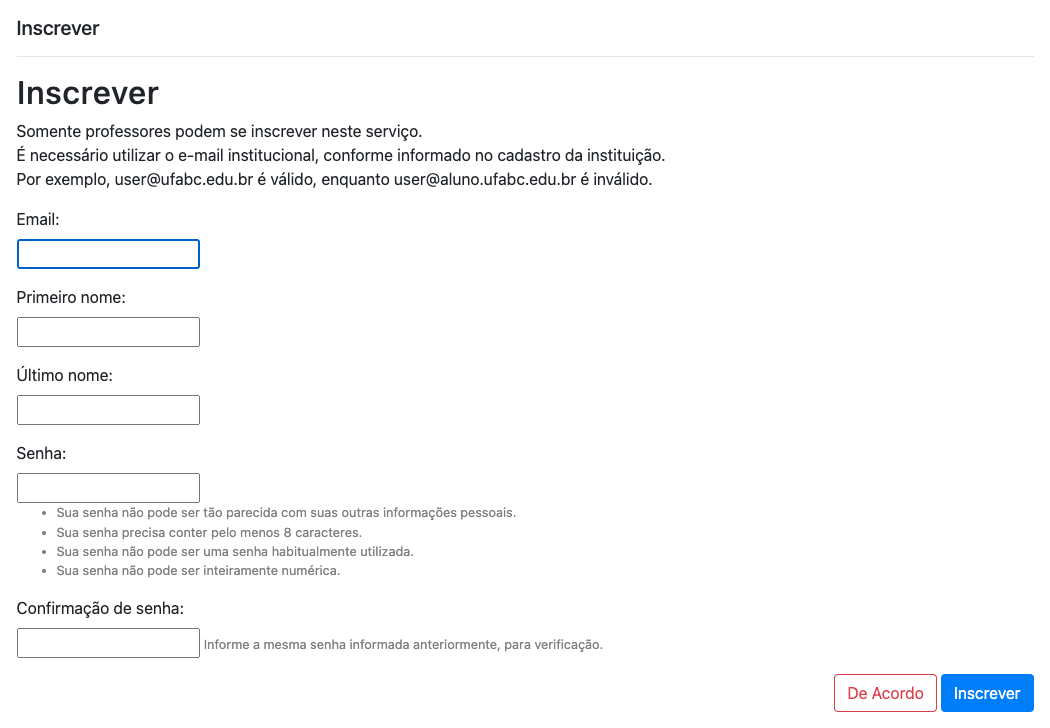 Inscrever
Inscrever
Somente professores podem se inscrever neste serviço.
É necessário utilizar o e-mail institucional, conforme informado no cadastro da instituição.
Por exemplo, user@ufabc.edu.br é válido, enquanto user@aluno.ufabc.edu.br é inválido.
Email:
Primeiro nome:
Último nome:
Senha:
• Sua senha não pode ser tão parecida com suas outras informações pessoais.
• Sua senha precisa conter pelo menos 8 caracteres.
• Sua senha não pode ser uma senha habitualmente utilizada.
• Sua senha não pode ser inteiramente numérica.
Confirmação de senha:
Informe a mesma senha informada anteriormente, para verificação.
De Acordo Inscrever